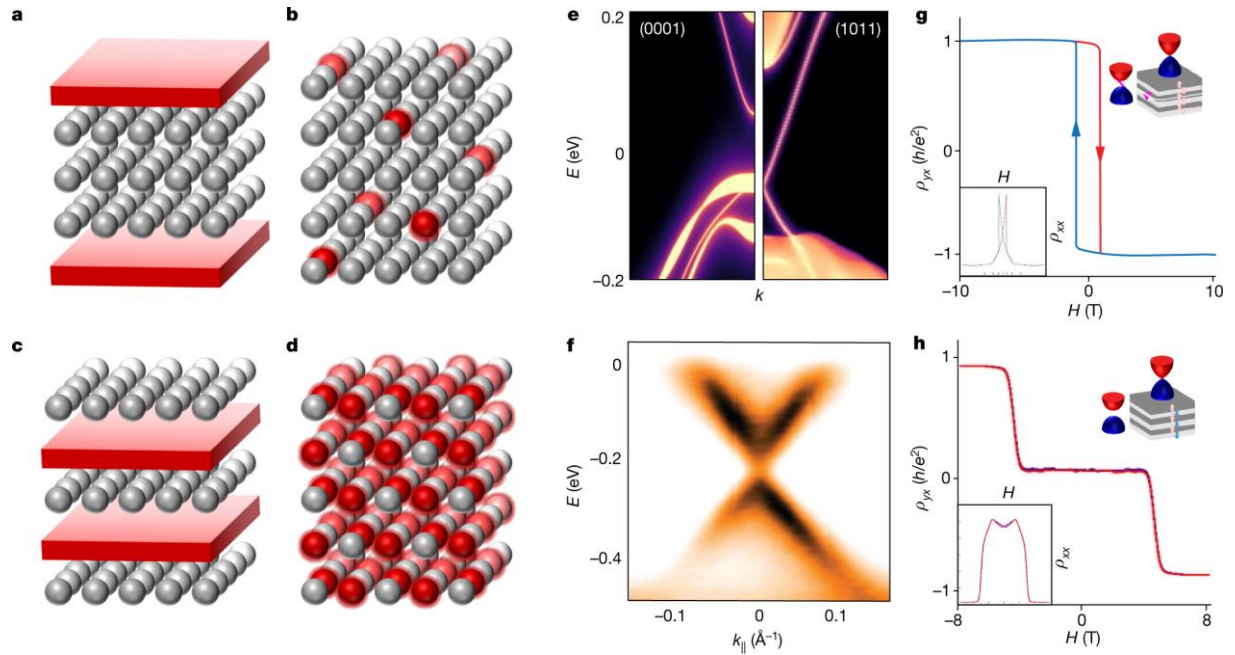 a
b
c
d
e
0.2
0
−0.2
E (eV)
(0001)
(1011)
k
f
0
−0.2
−0.4
E (eV)
−0.1
0
0.1
k|| (Å−1)
g
1
0
−1
ρyx (h/e2)
H
ρxx
−10
0
10
H (T)
h
1
0
−1
ρyx (h/e2)
H
ρxx
−8
0
8
H (T)